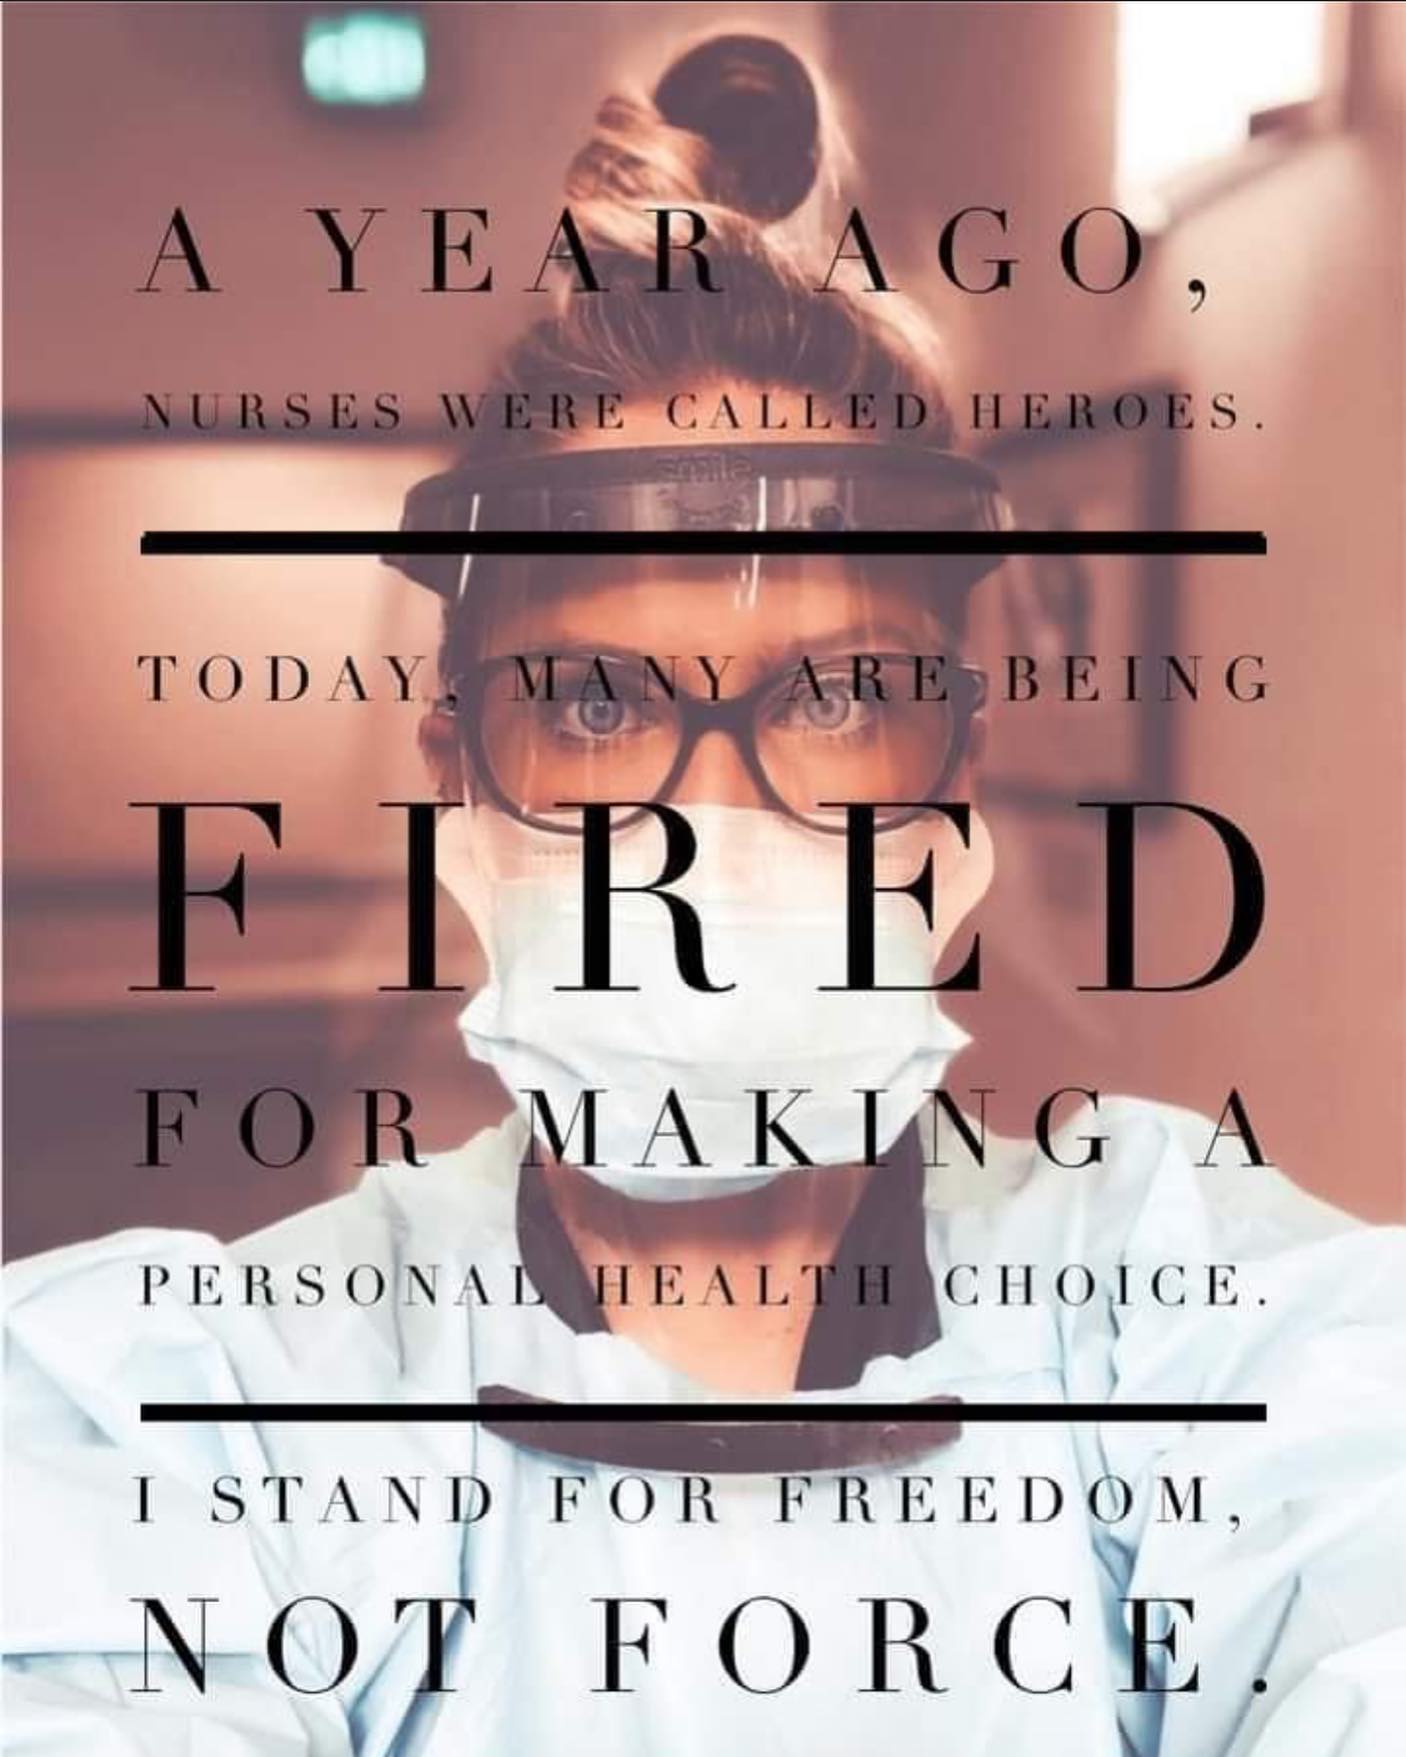 A YEAR AGO,
NURSES WERE CALLED HEROES.
smile
TODAY, MANY ARE BEING
FIRED
FOR MAKING A
PERSONAL HEALTH CHOICE.
I STAND FOR FREEDOM,
NOT FORCE.